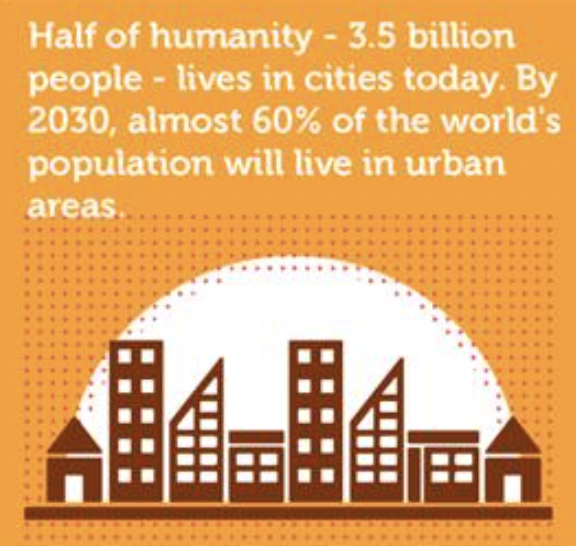 Half of humanity - 3.5 billion
people - lives in cities today. By
2030, almost 60% of the world's
population will live in urban
areas.